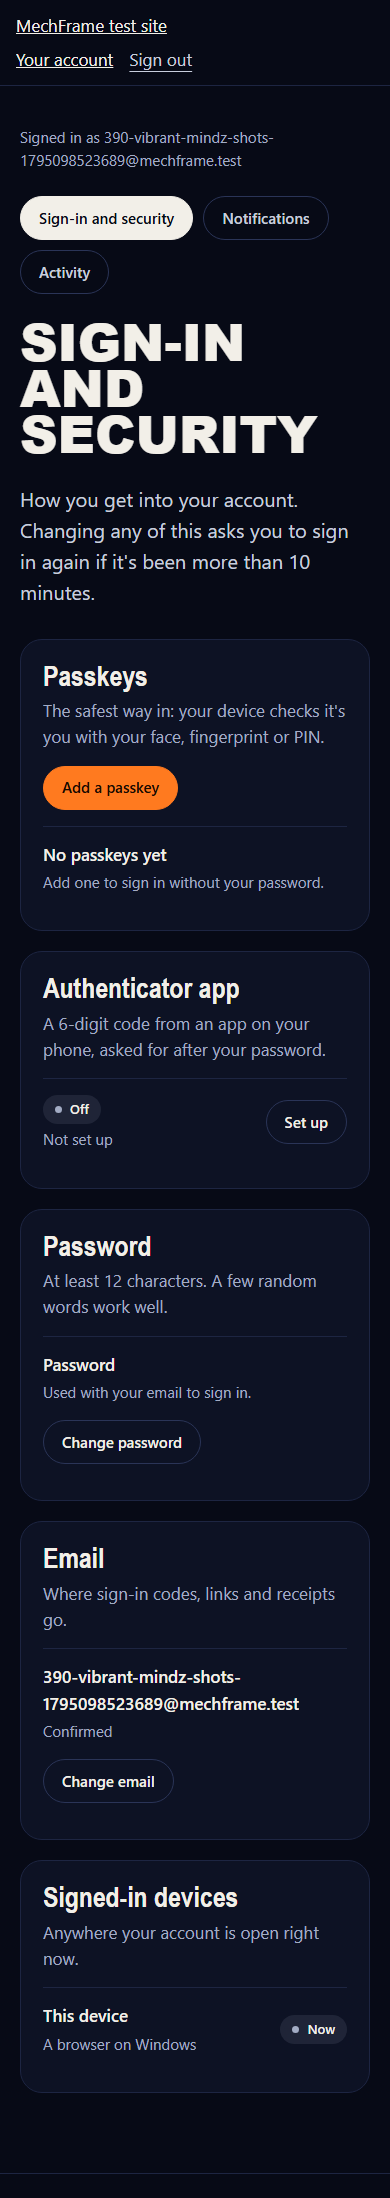 MechFrame test site
Your account Sign out
Signed in as 390-vibrant-mindz-shots-
1795098523689@mechframe.test
Sign-in and security Notifications
Activity
SIGN-IN
AND
SECURITY
How you get into your account.
Changing any of this asks you to sign
in again if it's been more than 10
minutes.
Passkeys
The safest way in: your device checks it's
you with your face, fingerprint or PIN.
Add a passkey
No passkeys yet
Add one to sign in without your password.
Authenticator app
A 6-digit code from an app on your
phone, asked for after your password.
Off
Not set up
Set up
Password
At least 12 characters. A few random
words work well.
Password
Used with your email to sign in.
Change password
Email
Where sign-in codes, links and receipts
go.
390-vibrant-mindz-shots-
1795098523689@mechframe.test
Confirmed
Change email
Signed-in devices
Anywhere your account is open right
now.
This device
A browser on Windows
Now